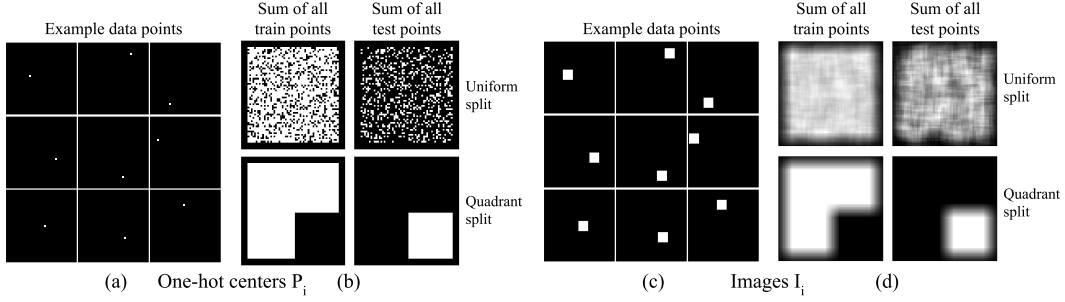 Example data points
Sum of all
train points
Sum of all
test points
Uniform
split
Quadrant
split
(a) One-hot centers P_i (b)
Example data points
Sum of all
train points
Sum of all
test points
Uniform
split
Quadrant
split
(c) Images I_i (d)